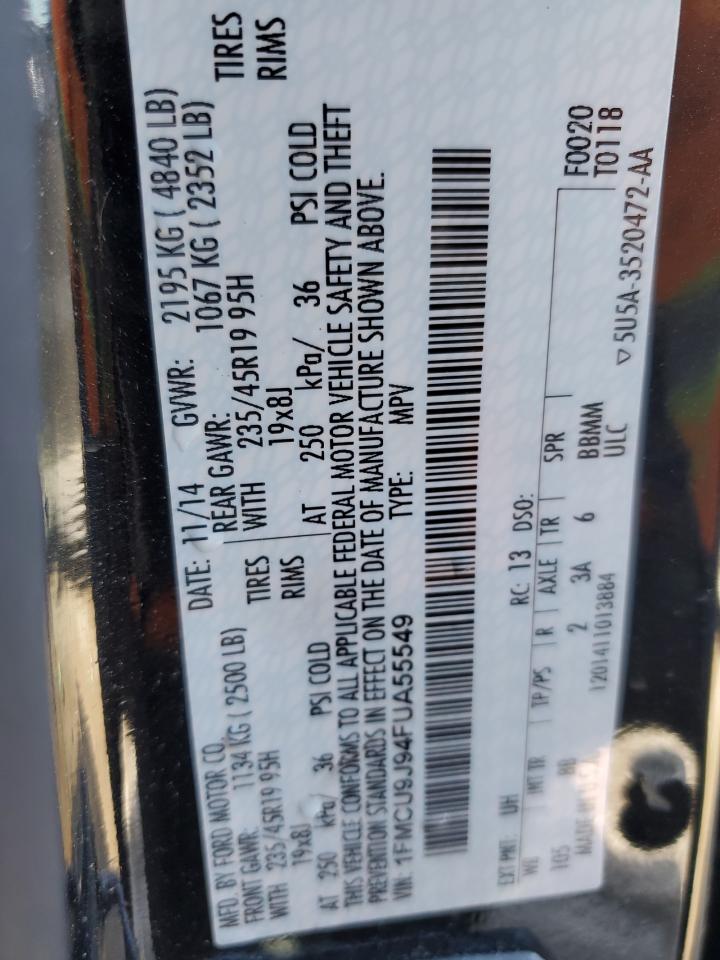 MFD. BY FORD MOTOR CO. DATE: 11/14 GVWR: 2195 KG ( 4840 LB)
FRONT GAWR: 1134 KG ( 2500 LB) REAR GAWR: 1067 KG ( 2352 LB)
WITH 235/45R19 95H TIRES WITH 235/45R19 95H TIRES
19x8J RIMS 19x8J RIMS
AT 250 kPa/ 36 PSI COLD AT 250 kPa/ 36 PSI COLD
THIS VEHICLE CONFORMS TO ALL APPLICABLE FEDERAL MOTOR VEHICLE SAFETY AND THEFT
PREVENTION STANDARDS IN EFFECT ON THE DATE OF MANUFACTURE SHOWN ABOVE.
VIN: 1FMCU9J94FUA55549 TYPE: MPV
EXT PNT: UH RC: 13 DSO: F0020
WB INT TR TP/PS R AXLE TR SPR T0118
105 8B 2 3A 6 BBMM
MADE IN U.S.A. ULC
1201411013884 ▽5U5A-3520472-AA